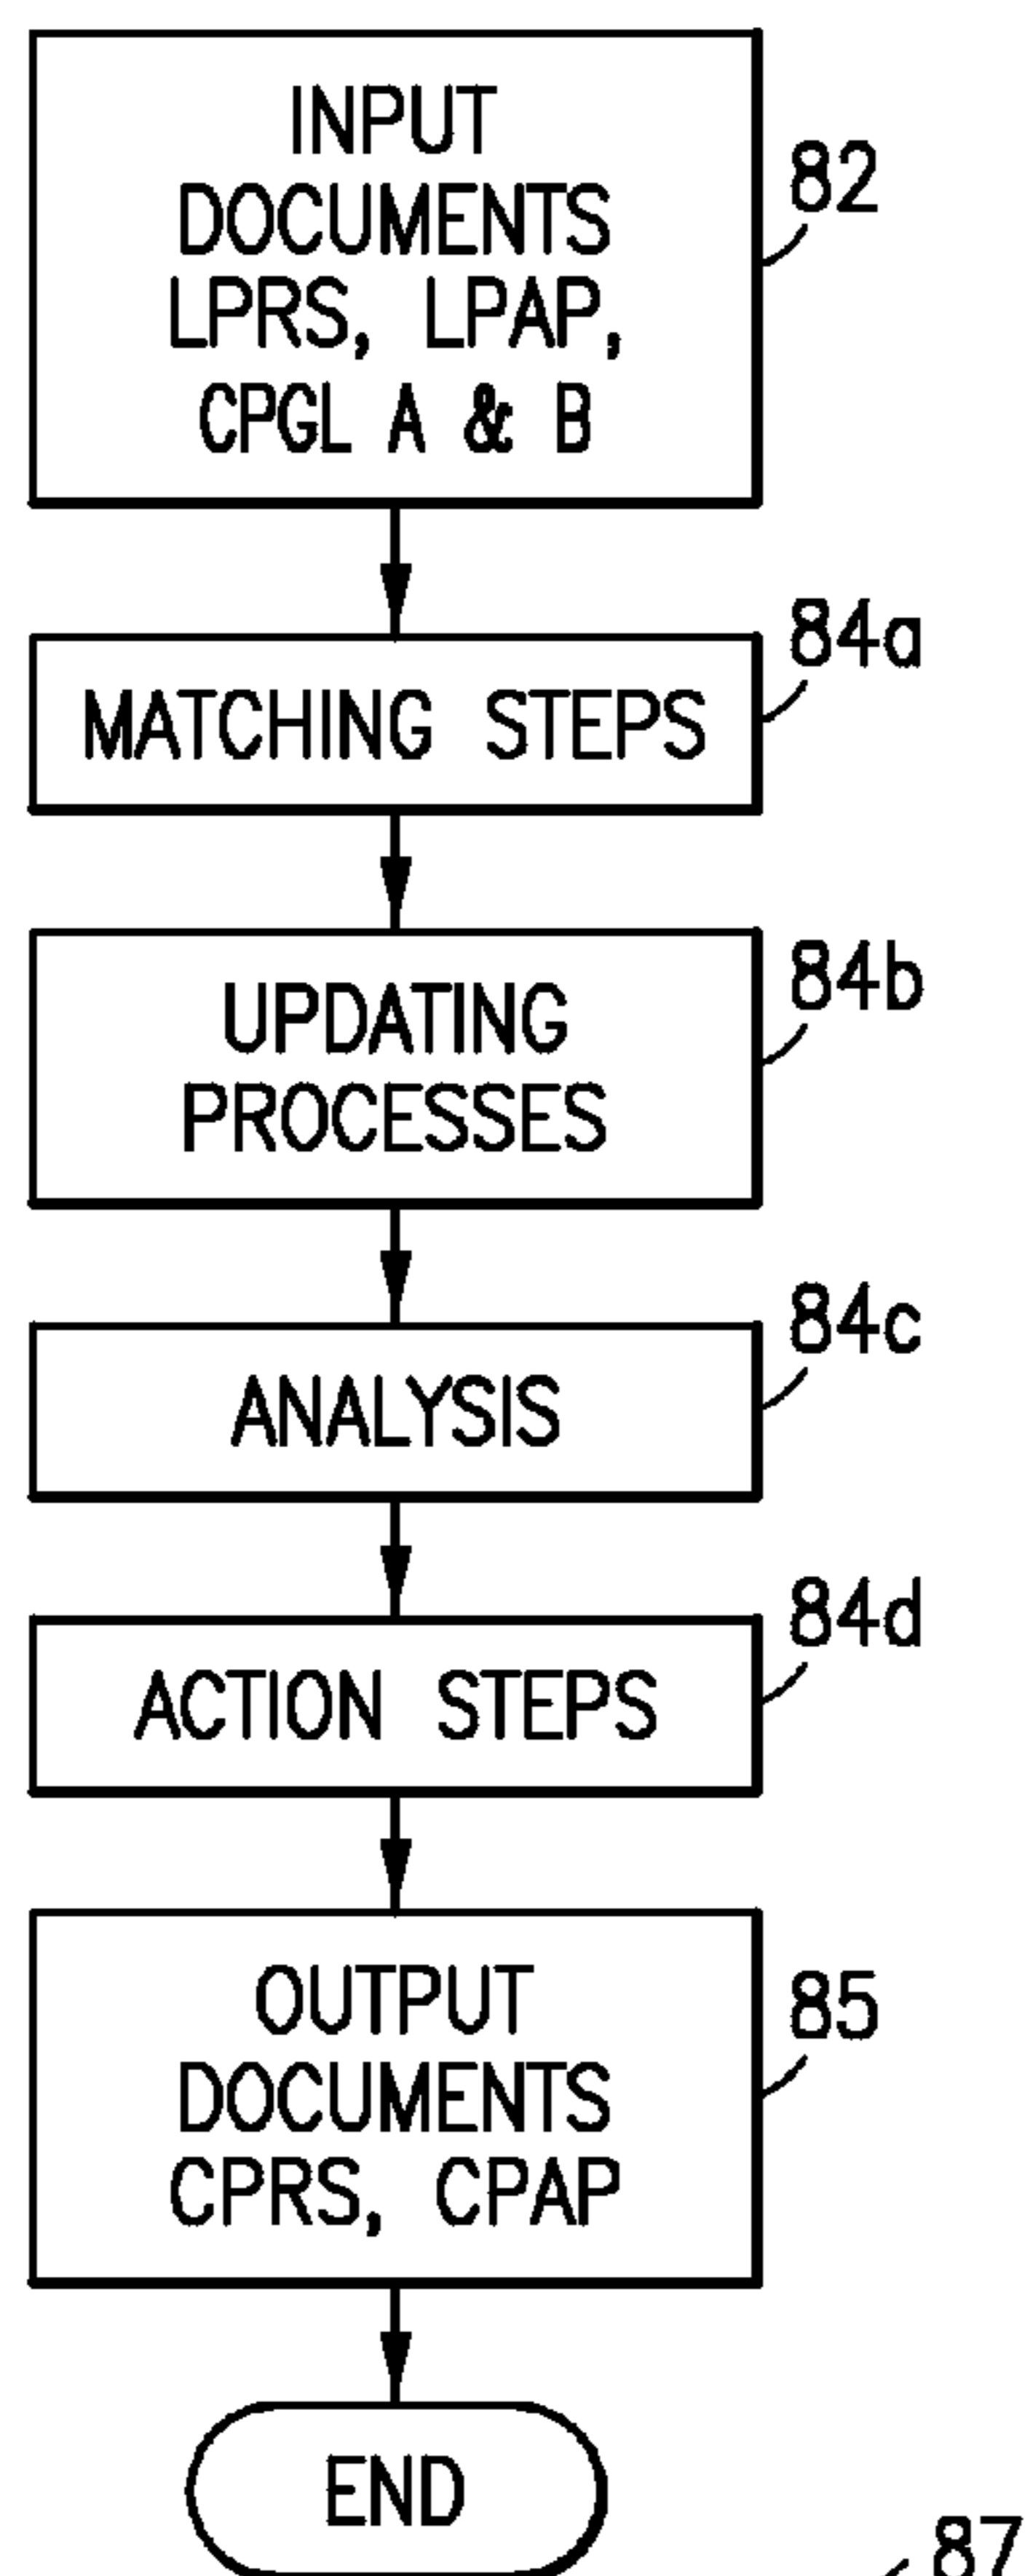 INPUT
DOCUMENTS
LPRS, LPAP,
CPGL A & B
82
MATCHING STEPS
84a
UPDATING
PROCESSES
84b
ANALYSIS
84c
ACTION STEPS
84d
OUTPUT
DOCUMENTS
CPRS, CPAP
85
END
87